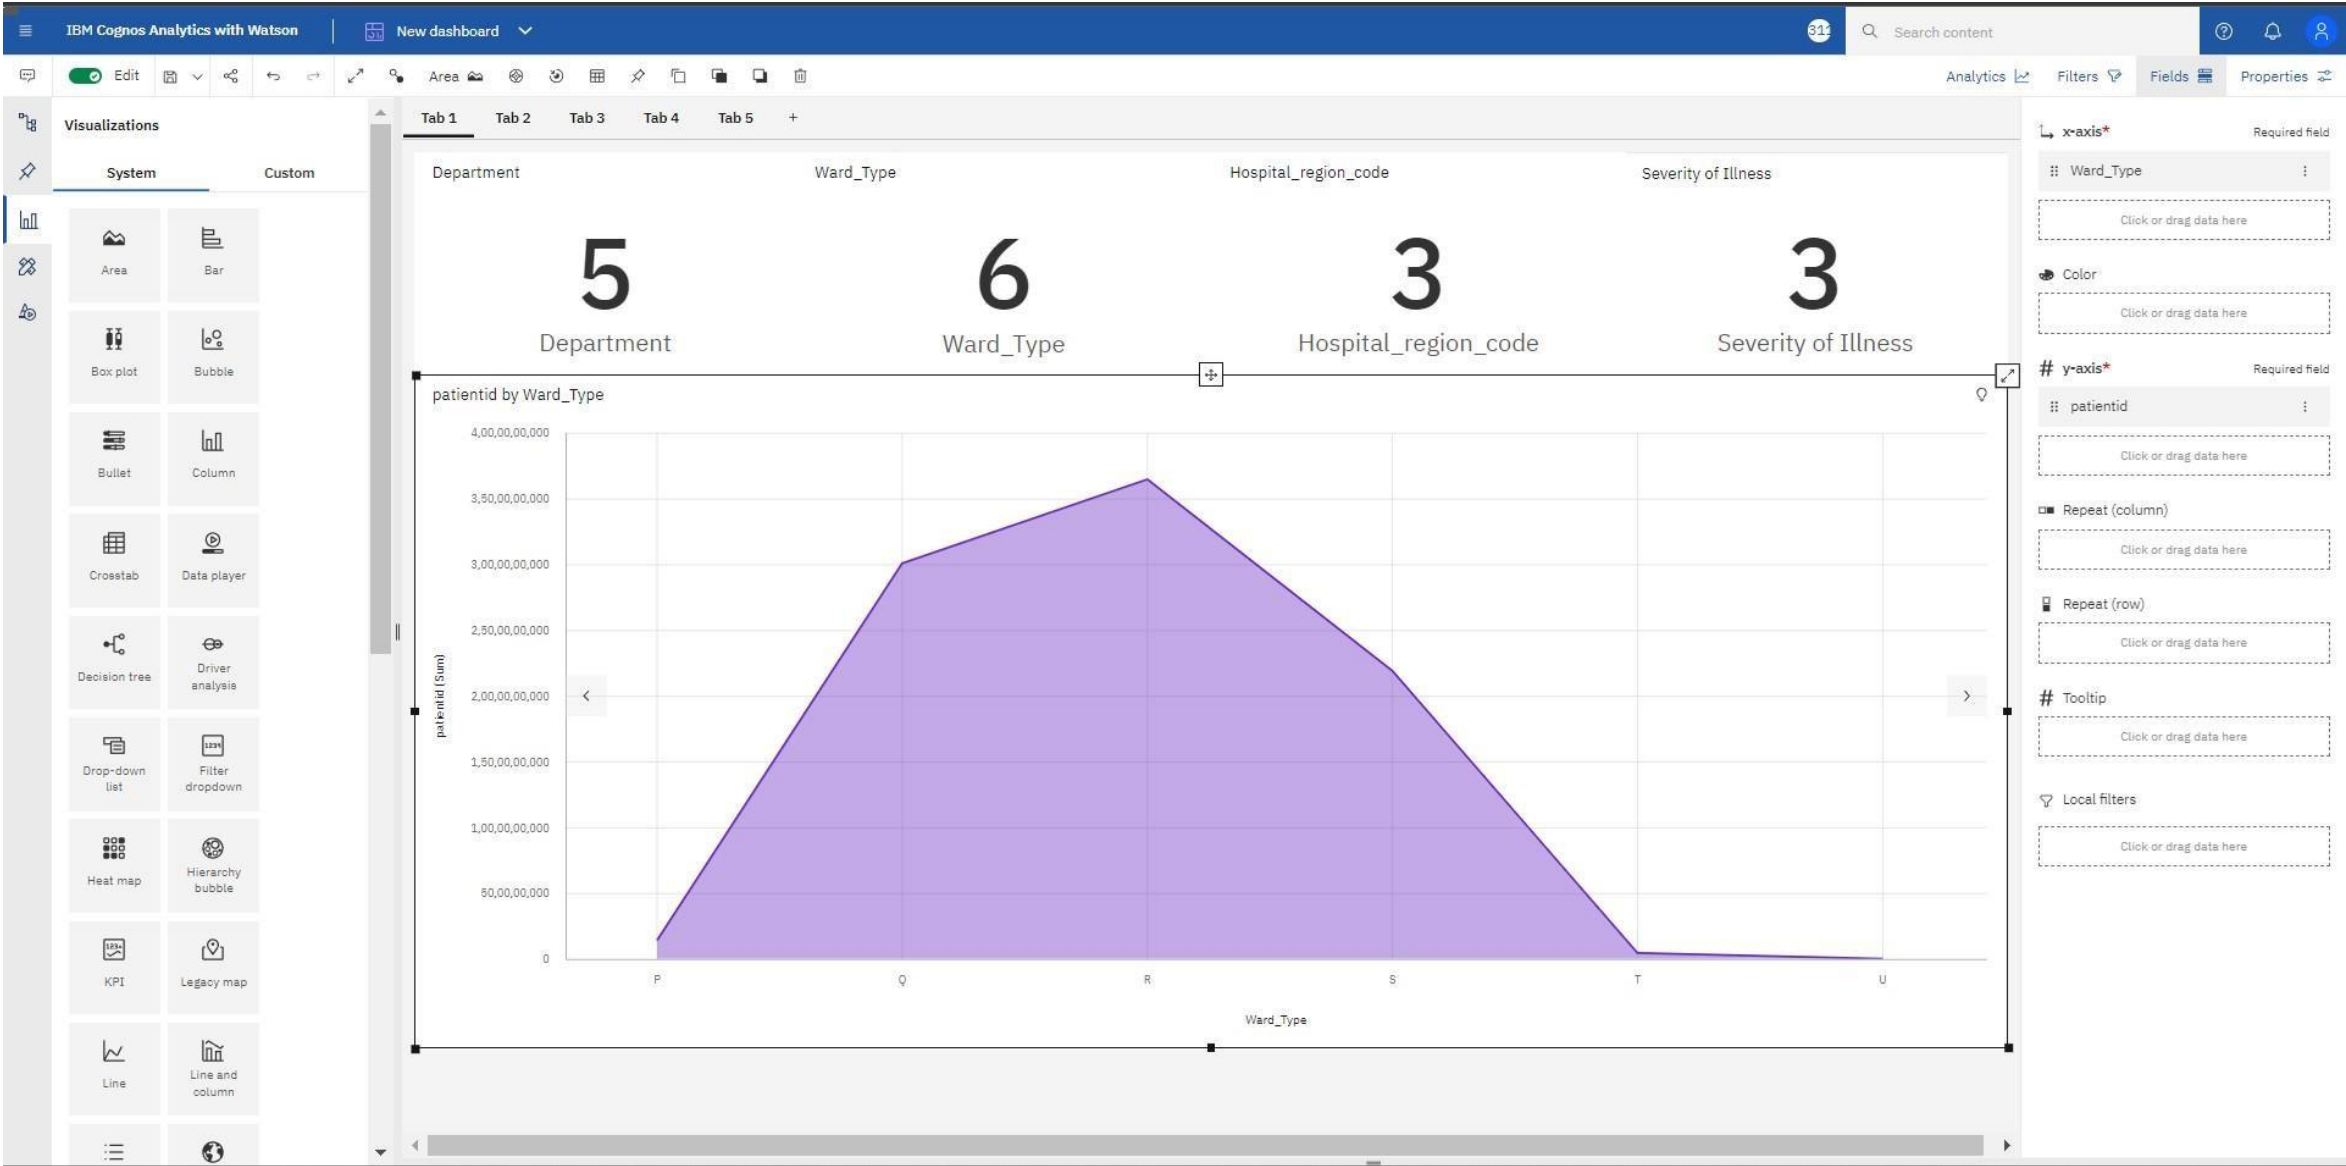 IBM Cognos Analytics with Watson
New dashboard
311
Search content
Edit
Area
Analytics
Filters
Fields
Properties
Visualizations
System
Custom
Area
Bar
Box plot
Bubble
Bullet
Column
Crosstab
Data player
Decision tree
Driver
analysis
Drop-down
list
Filter
dropdown
Heat map
Hierarchy
bubble
KPI
Legacy map
Line
Line and
column
Tab 1
Tab 2
Tab 3
Tab 4
Tab 5
+
Department
5
Department
Ward_Type
6
Ward_Type
Hospital_region_code
3
Hospital_region_code
Severity of Illness
3
Severity of Illness
patientid by Ward_Type
patientid (Sum)
4,00,00,00,000
3,50,00,00,000
3,00,00,00,000
2,50,00,00,000
2,00,00,00,000
1,50,00,00,000
1,00,00,00,000
50,00,00,000
0
P
Q
R
S
T
U
Ward_Type
x-axis*
Required field
Ward_Type
Click or drag data here
Color
Click or drag data here
# y-axis*
Required field
patientid
Click or drag data here
Repeat (column)
Click or drag data here
Repeat (row)
Click or drag data here
# Tooltip
Click or drag data here
Local filters
Click or drag data here